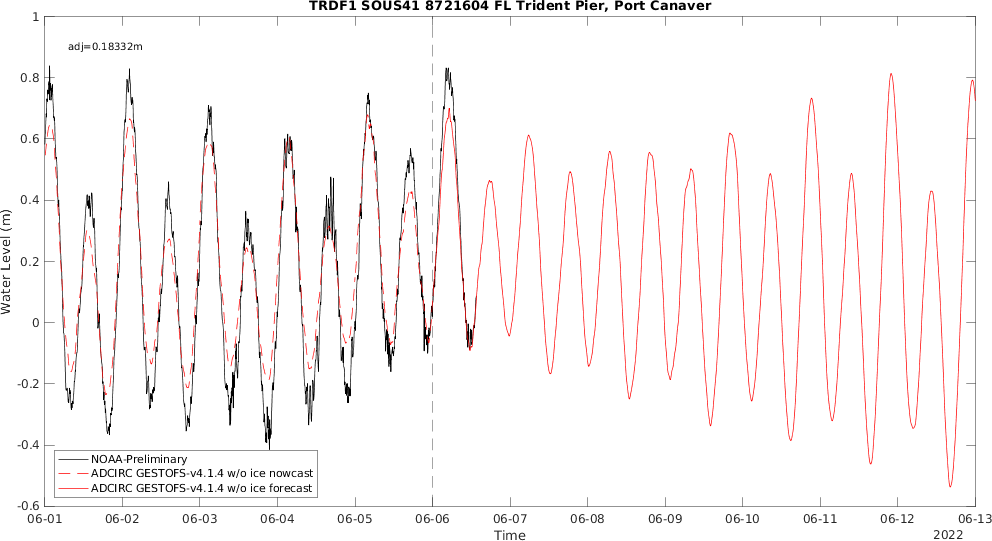 TRDF1 SOUS41 8721604 FL Trident Pier, Port Canaver
adj=0.18332m
1
0.8
0.6
0.4
0.2
0
-0.2
-0.4
-0.6
Water Level (m)
NOAA-Preliminary
ADCIRC GESTOFS-v4.1.4 w/o ice nowcast
ADCIRC GESTOFS-v4.1.4 w/o ice forecast
06-01 06-02 06-03 06-04 06-05 06-06 06-07 06-08 06-09 06-10 06-11 06-12 06-13
Time
2022